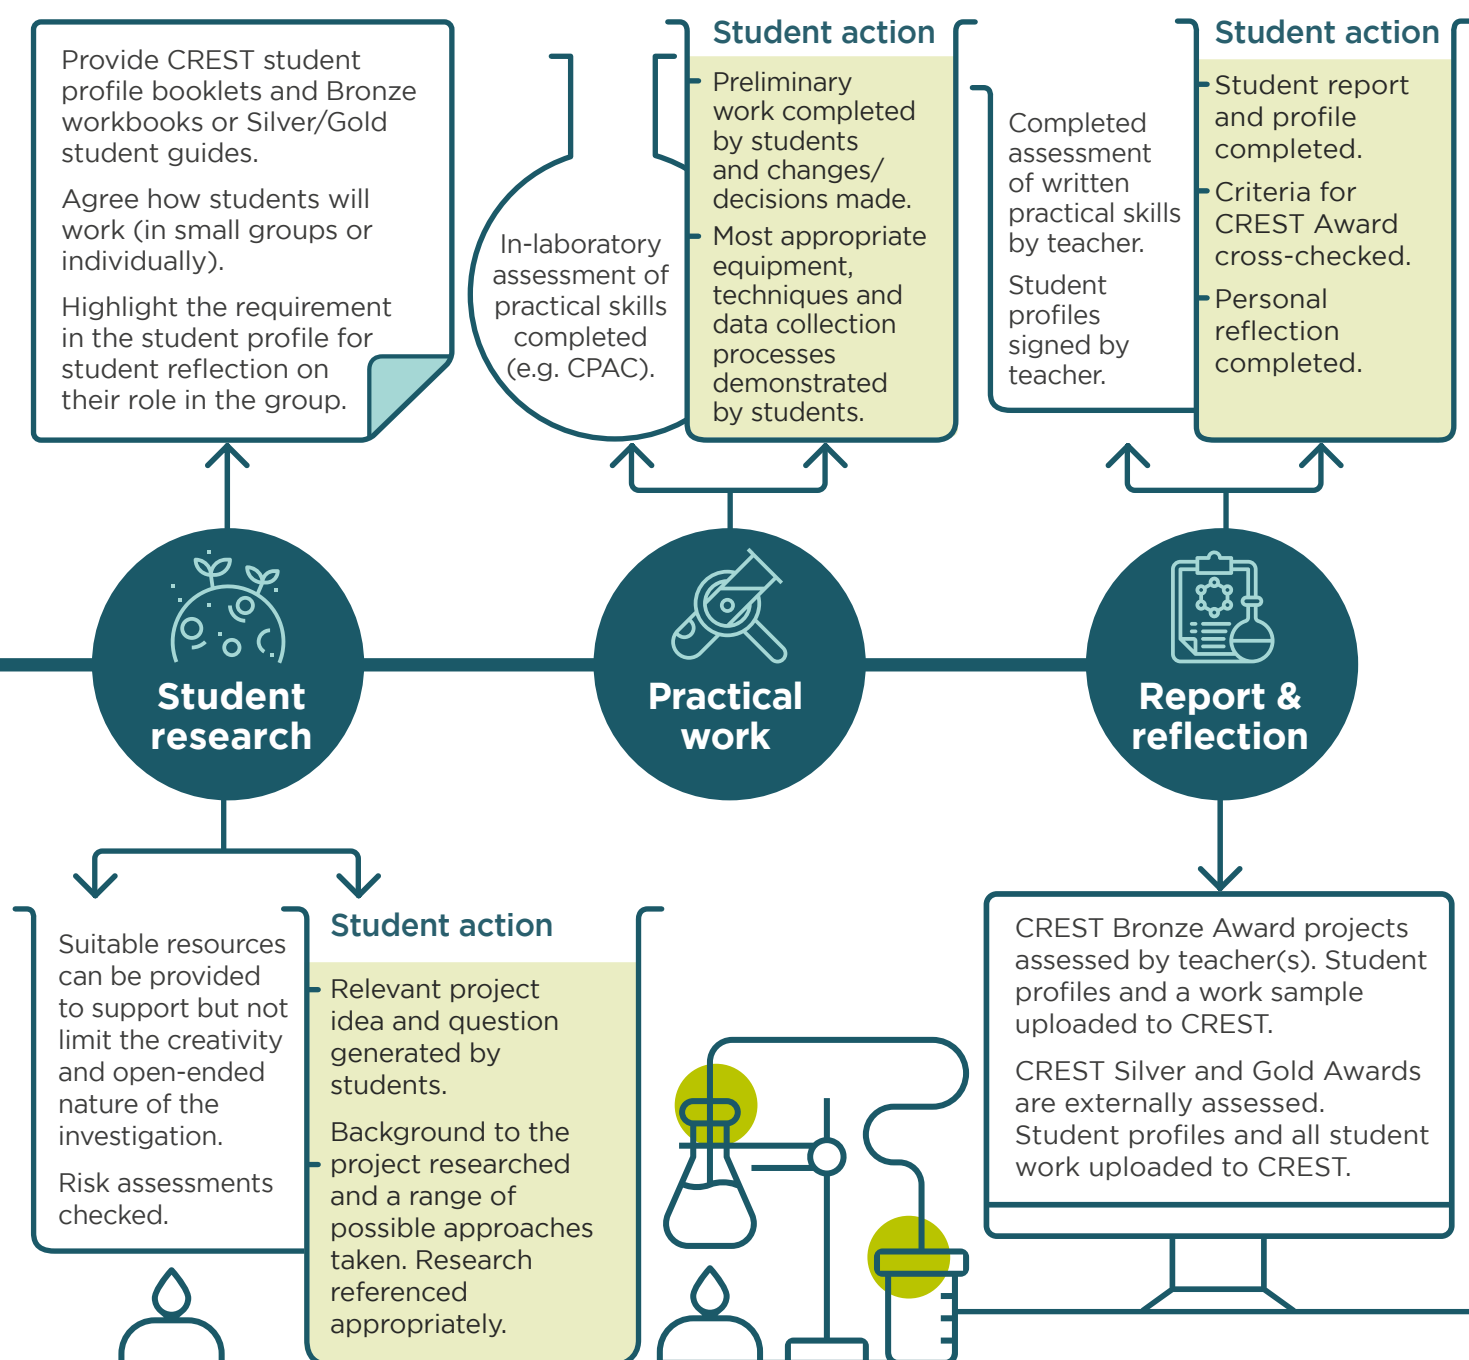 Provide CREST student
profile booklets and Bronze
workbooks or Silver/Gold
student guides.
Agree how students will
work (in small groups or
individually).
Highlight the requirement
in the student profile for
student reflection on
their role in the group.
In-laboratory
assessment of
practical skills
completed
(e.g. CPAC).
Student action
Preliminary
work completed
by students
and changes/
decisions made.
Most appropriate
equipment,
techniques and
data collection
processes
demonstrated
by students.
Completed
assessment
of written
practical skills
by teacher.
Student
profiles
signed by
teacher.
Student action
Student report
and profile
completed.
Criteria for
CREST Award
cross-checked.
Personal
reflection
completed.
Student
research
Practical
work
Report &
reflection
Suitable resources
can be provided
to support but not
limit the creativity
and open-ended
nature of the
investigation.
Risk assessments
checked.
Student action
Relevant project
idea and question
generated by
students.
Background to the
project researched
and a range of
possible approaches
taken. Research
referenced
appropriately.
CREST Bronze Award projects
assessed by teacher(s). Student
profiles and a work sample
uploaded to CREST.
CREST Silver and Gold Awards
are externally assessed.
Student profiles and all student
work uploaded to CREST.